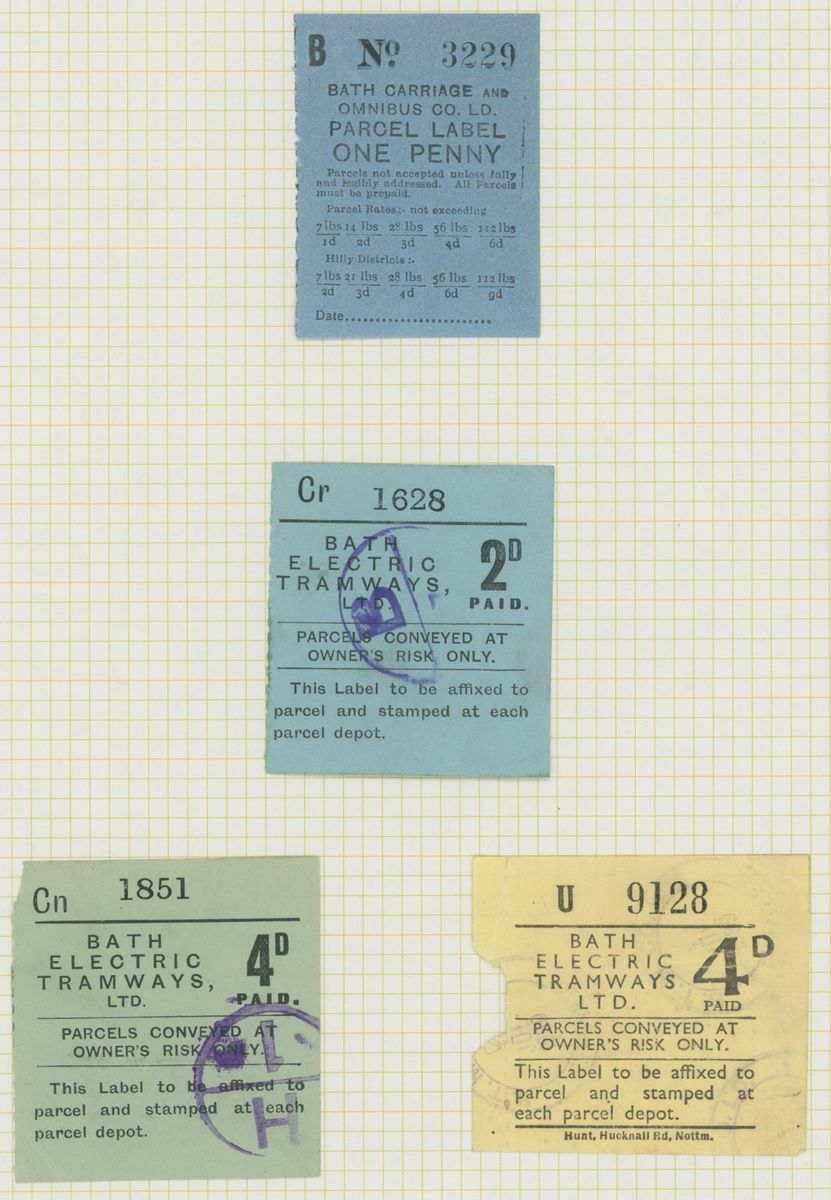 B No. 3229
BATH CARRIAGE AND
OMNIBUS CO. LD.
PARCEL LABEL
ONE PENNY
Parcels not accepted unless fully
and legibly addressed. All Parcels
must be prepaid.
Parcel Rates:- not exceeding
7 lbs 14 lbs 28 lbs 56 lbs 112 lbs
1d 2d 3d 4d 6d
Hilly Districts:-
7 lbs 21 lbs 28 lbs 56 lbs 112 lbs
2d 3d 4d 6d 9d
Date........................
Cr 1628
BATH
ELECTRIC
TRAMWAYS,
LTD.
2D
PAID.
B
PARCELS CONVEYED AT
OWNER'S RISK ONLY.
This Label to be affixed to
parcel and stamped at each
parcel depot.
Cn 1851
BATH
ELECTRIC
TRAMWAYS,
LTD.
4D
PAID.
PARCELS CONVEYED AT
OWNER'S RISK ONLY.
This Label to be affixed to
parcel and stamped at each
parcel depot.
1
H
U 9128
BATH
ELECTRIC
TRAMWAYS
LTD.
4D
PAID
PARCELS CONVEYED AT
OWNER'S RISK ONLY.
This Label to be affixed to
parcel and stamped at
each parcel depot.
Hunt, Hucknall Rd, Nottm.